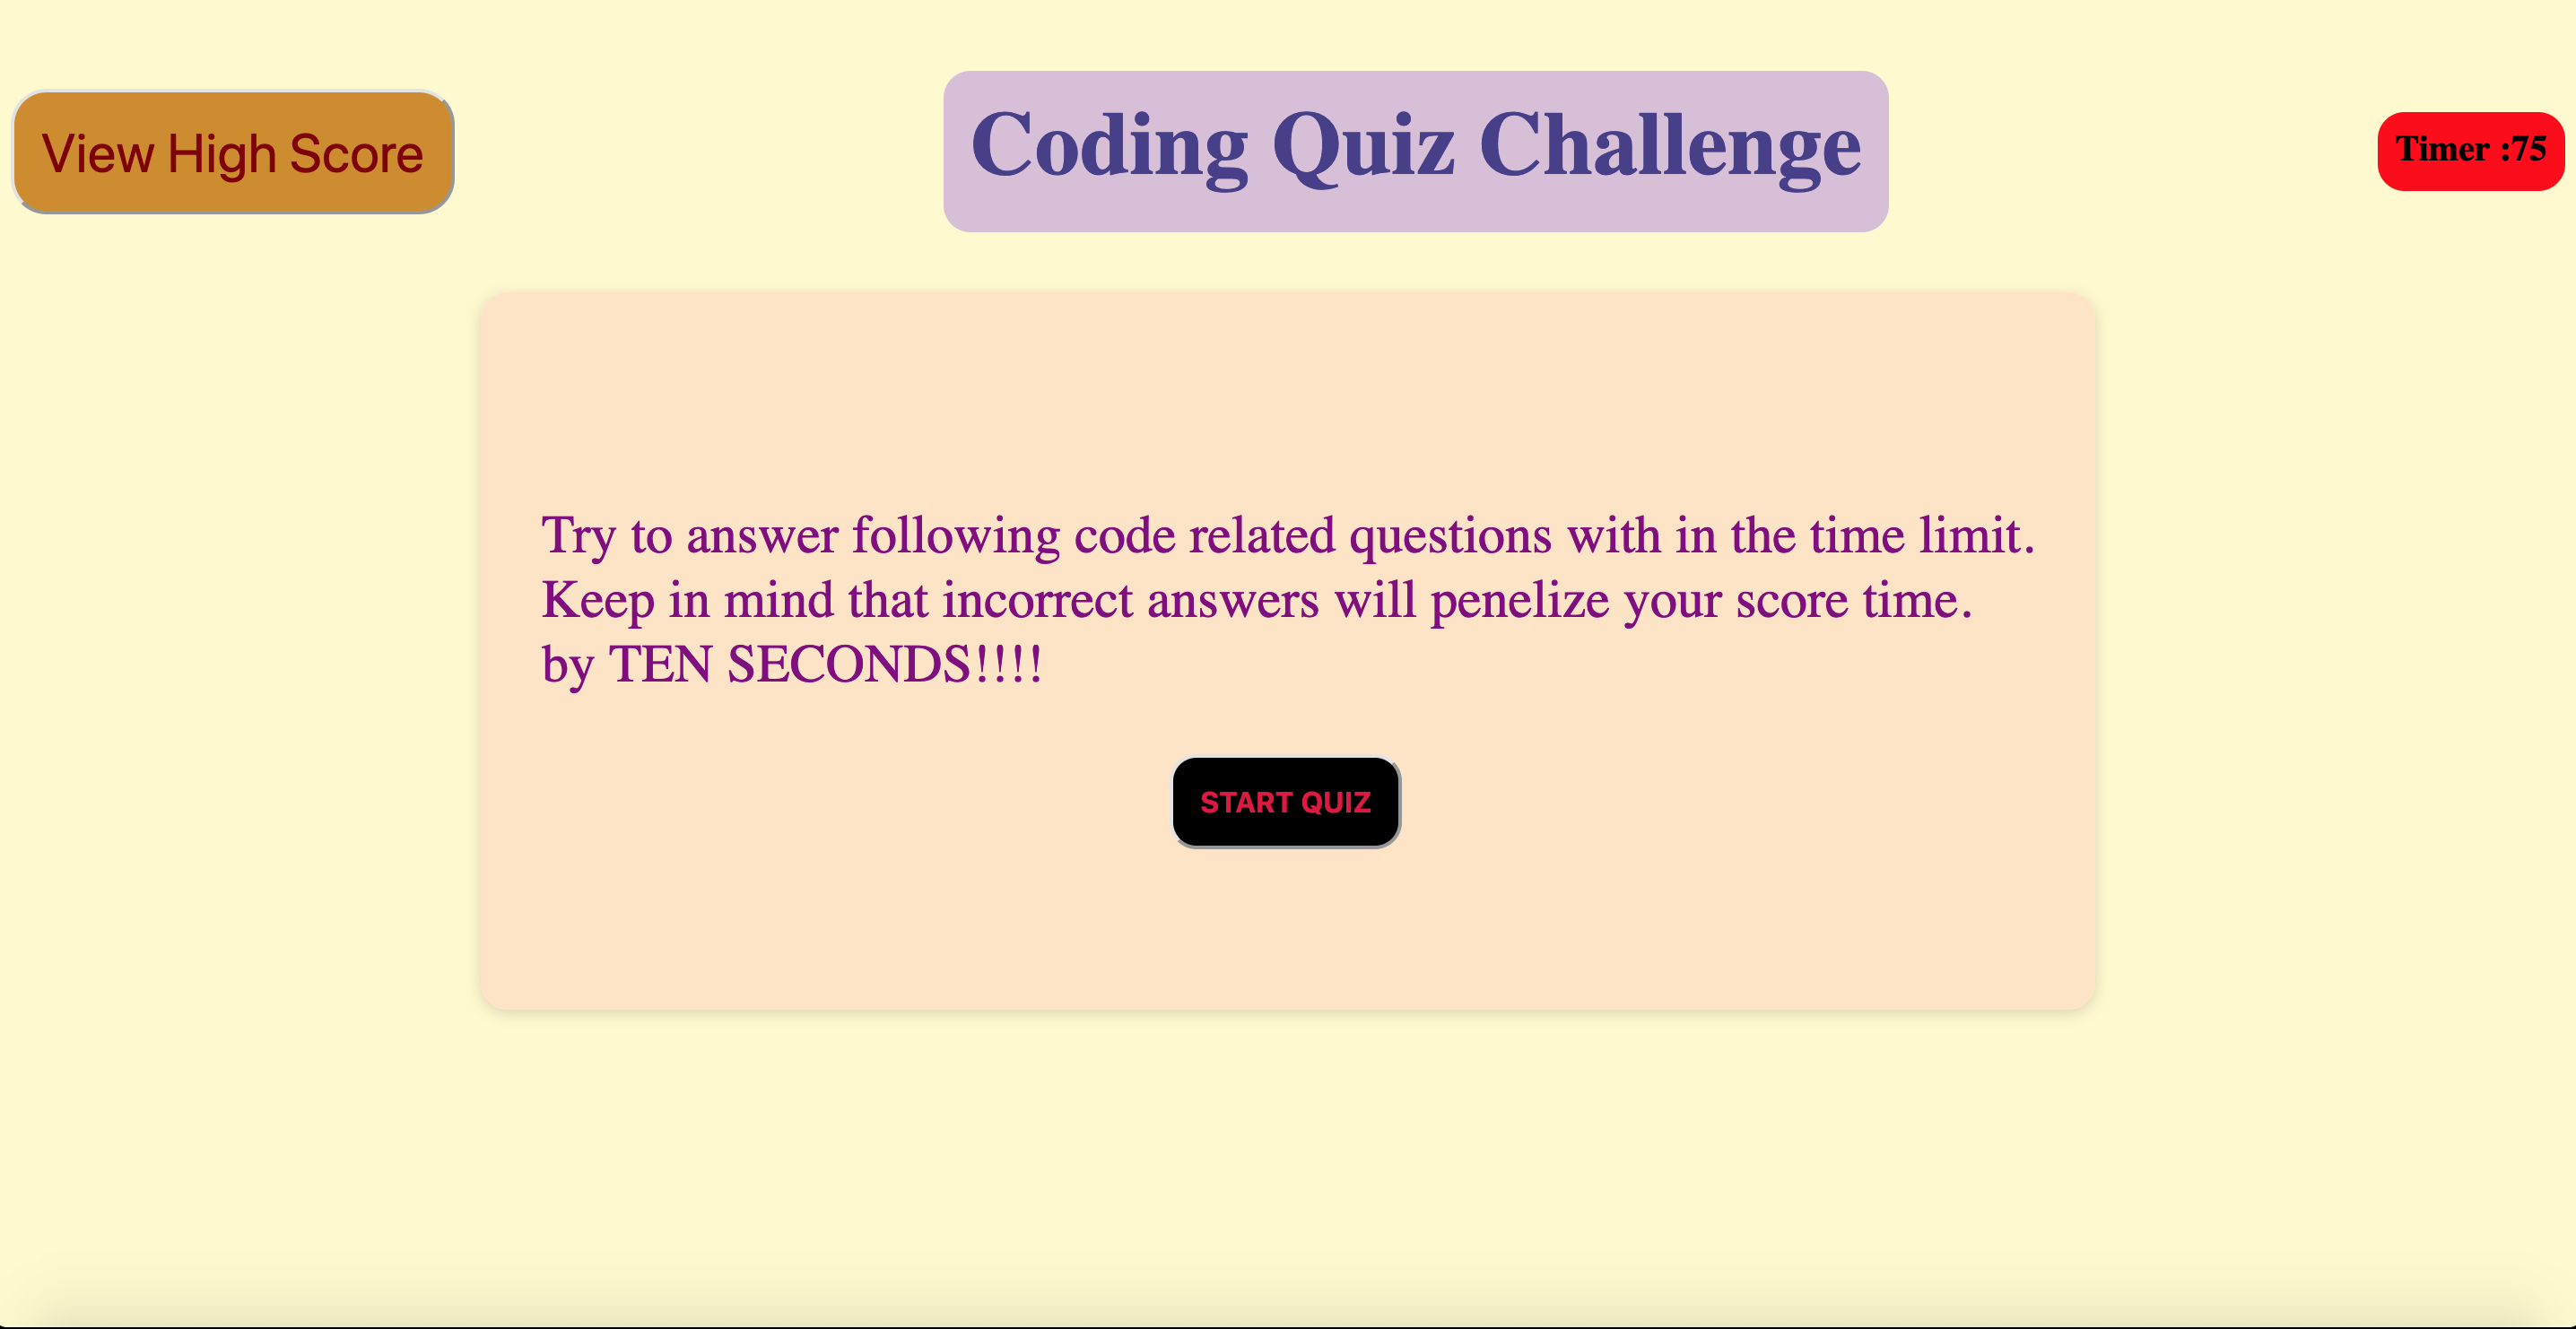 View High Score
Coding Quiz Challenge
Timer :75
Try to answer following code related questions with in the time limit.
Keep in mind that incorrect answers will penelize your score time.
by TEN SECONDS!!!!
START QUIZ